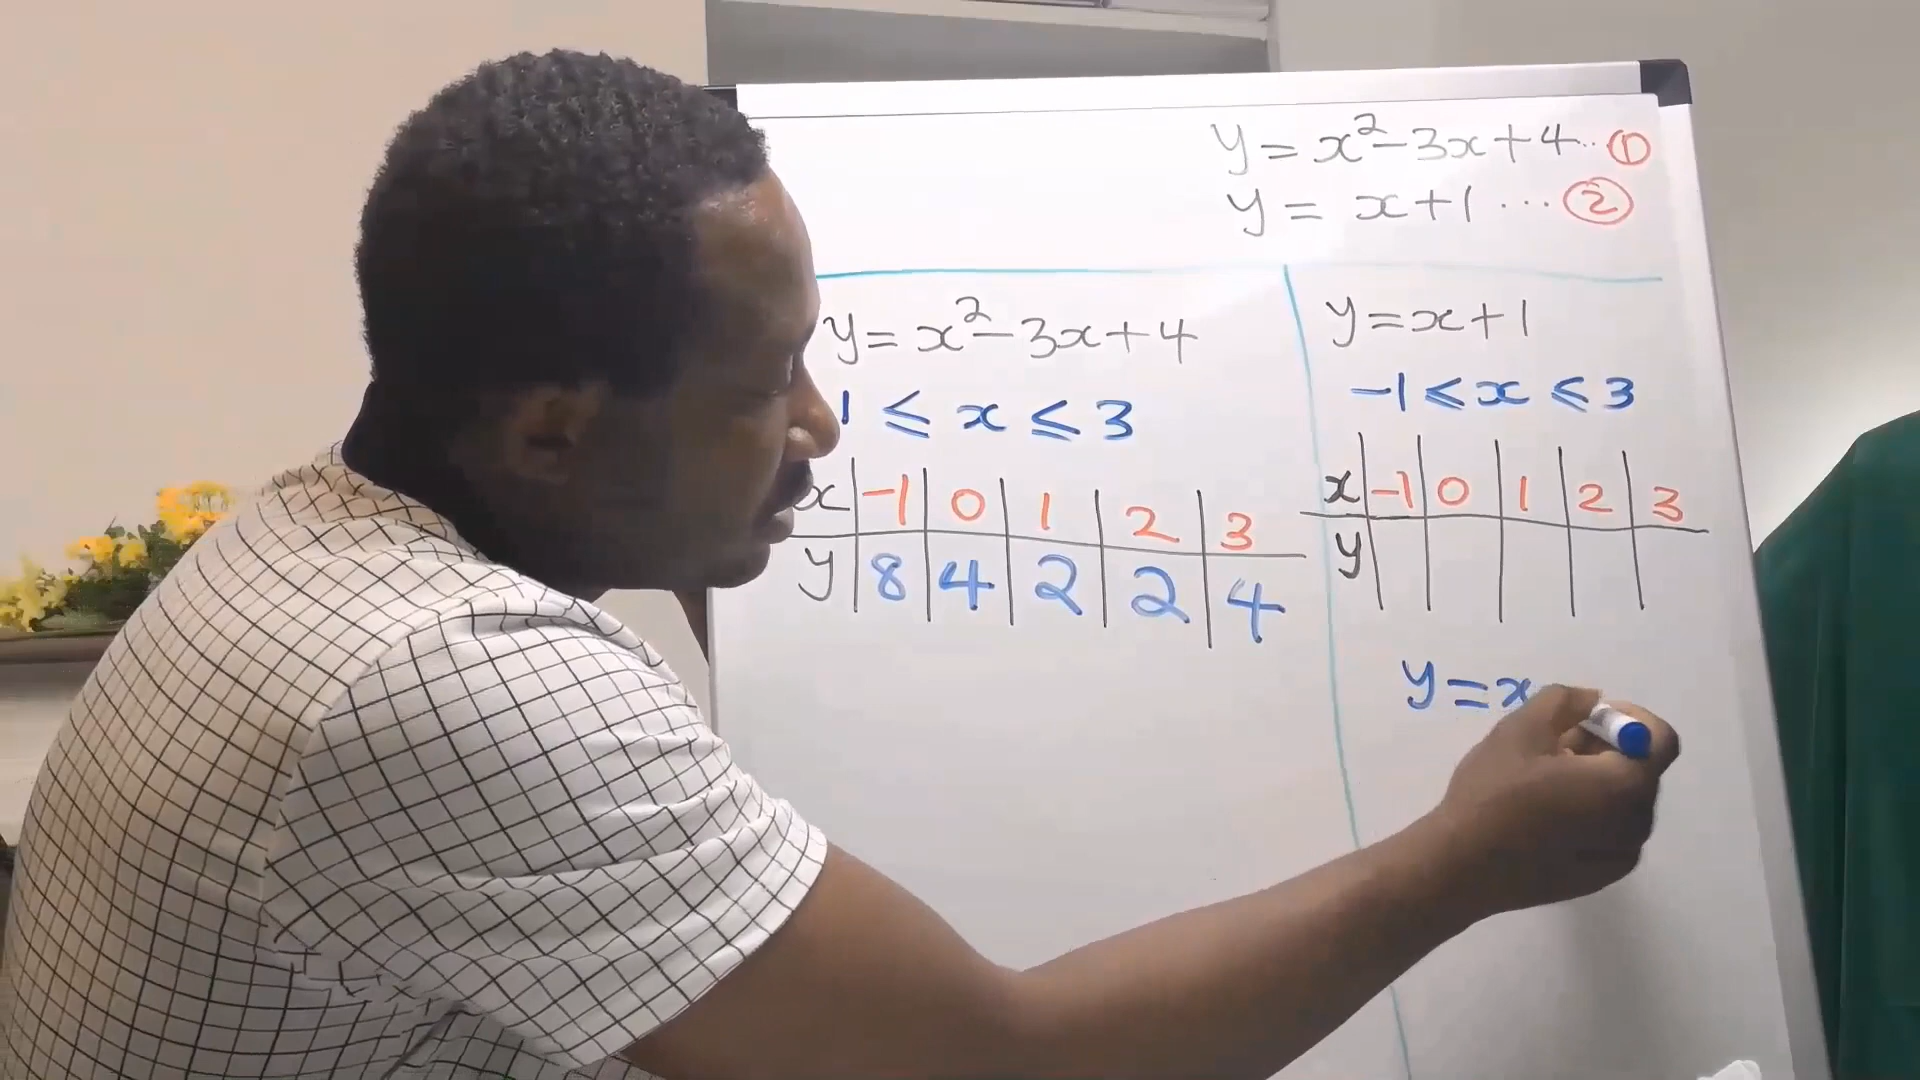 y = x² - 3x + 4 .. ①
y = x + 1 ... ②
y = x² - 3x + 4
1 ≤ x ≤ 3
x -1 0 1 2 3
y 8 4 2 2 4
y = x + 1
-1 ≤ x ≤ 3
x -1 0 1 2 3
y
y = x